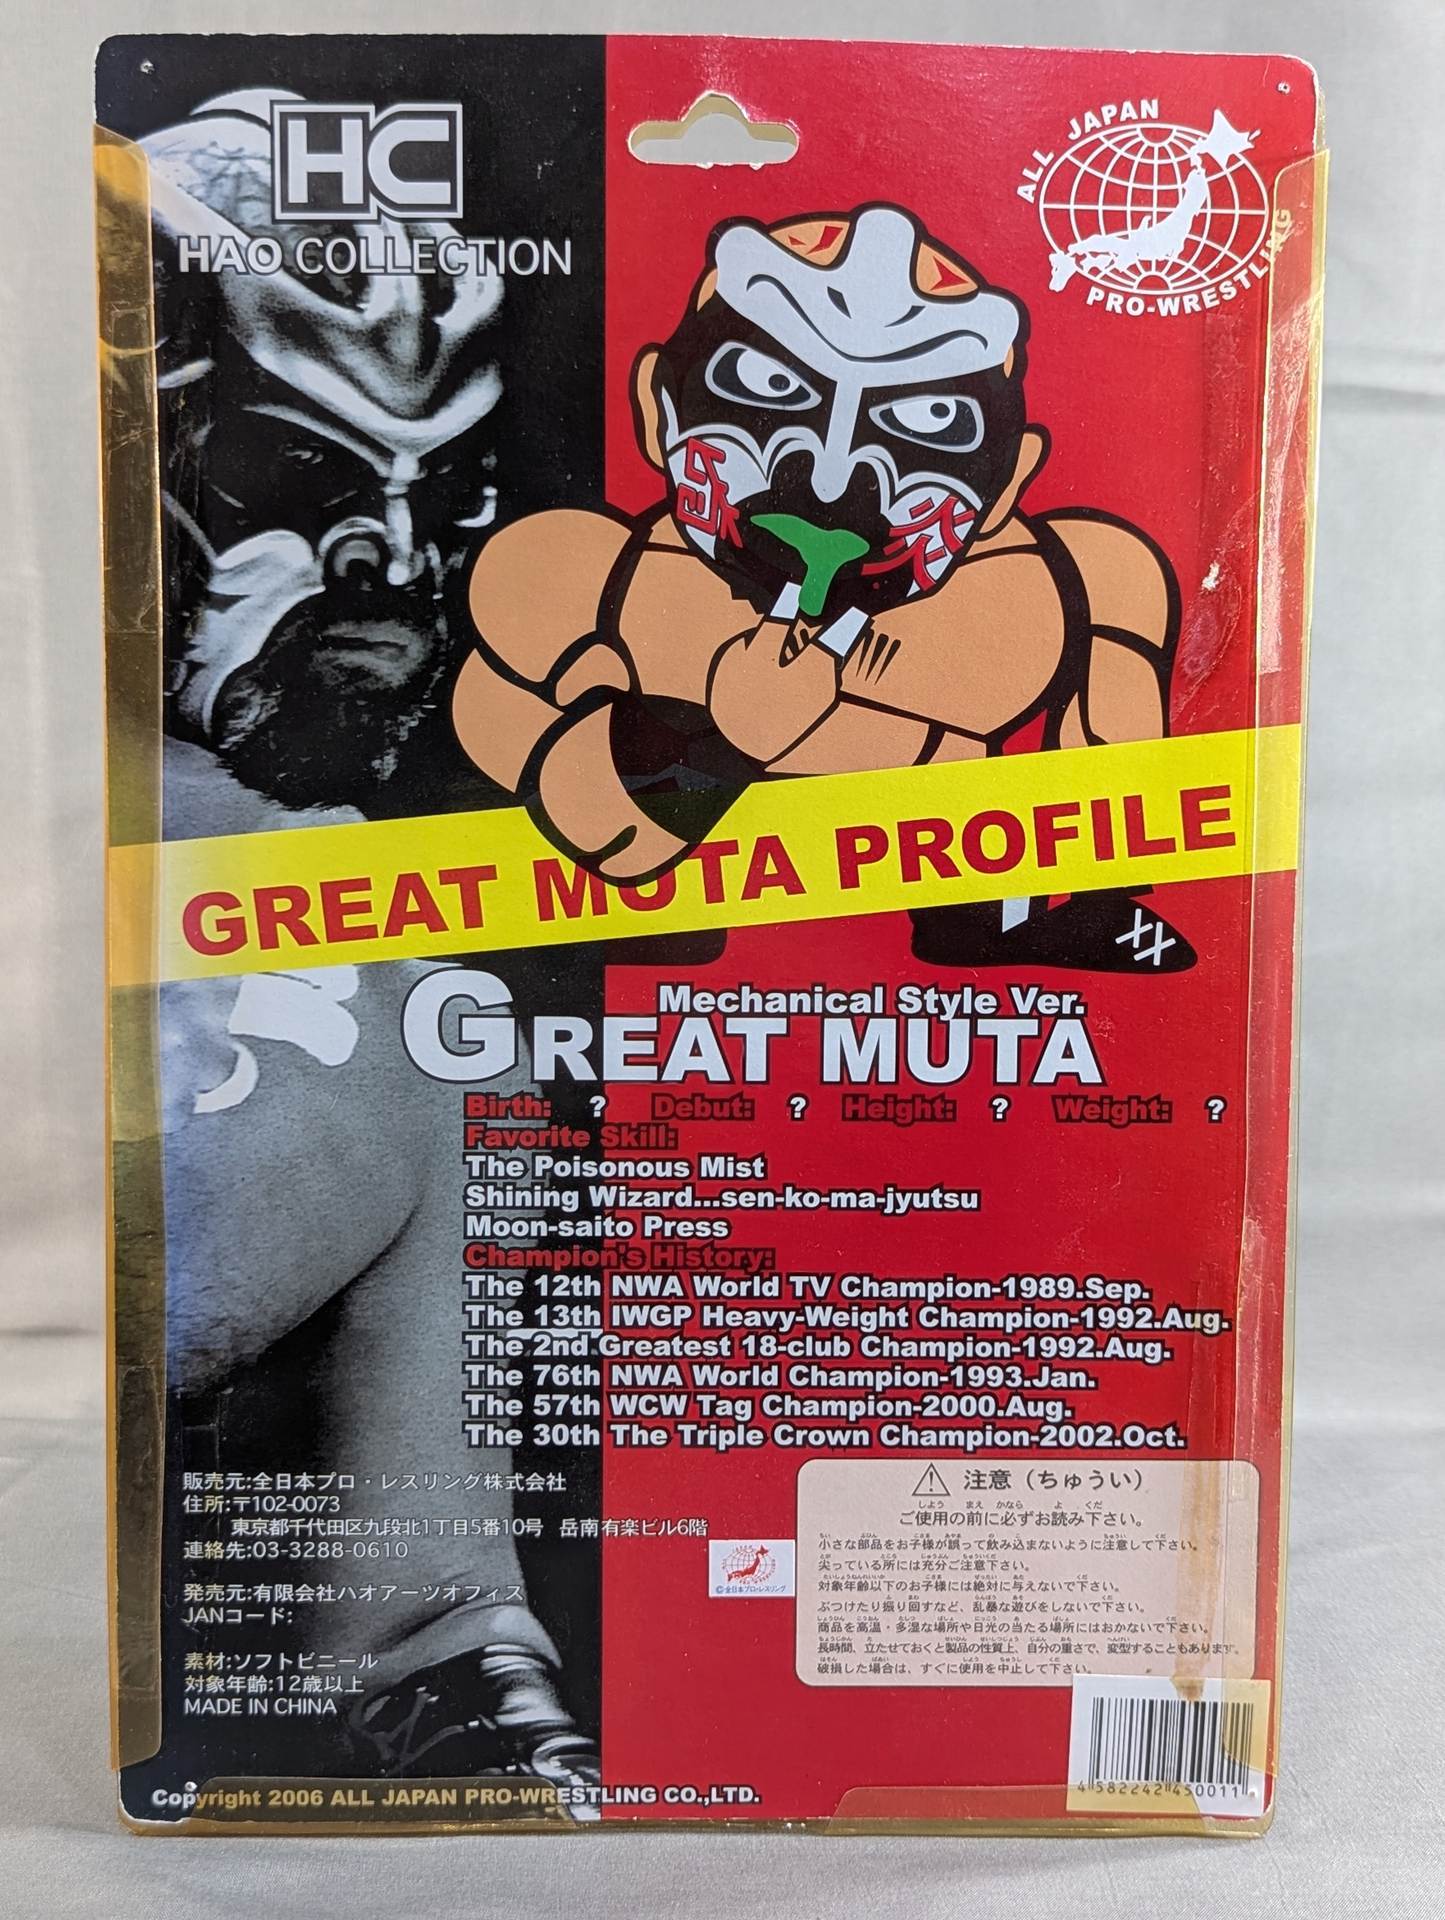 HC
HAO COLLECTION
ALL JAPAN PRO-WRESTLING
GREAT MUTA PROFILE
Mechanical Style Ver.
GREAT MUTA
Birth: ? Debut: ? Height: ? Weight: ?
Favorite Skill:
The Poisonous Mist
Shining Wizard...sen-ko-ma-jyutsu
Moon-saito Press
Champion's History:
The 12th NWA World TV Champion-1989.Sep.
The 13th IWGP Heavy-Weight Champion-1992.Aug.
The 2nd Greatest 18-club Champion-1992.Aug.
The 76th NWA World Champion-1993.Jan.
The 57th WCW Tag Champion-2000.Aug.
The 30th The Triple Crown Champion-2002.Oct.
販売元:全日本プロ・レスリング株式会社
住所:〒102-0073
東京都千代田区九段北1丁目5番10号 岳南有楽ビル6階
連絡先:03-3288-0610
発売元:有限会社ハオアーツオフィス
JANコード:
素材:ソフトビニール
対象年齢:12歳以上
MADE IN CHINA
©全日本プロ・レスリング
注意（ちゅうい）
ご使用の前に必ずお読み下さい。
小さな部品をお子様が誤って飲み込まないように注意して下さい。
尖っている所には充分ご注意下さい。
対象年齢以下のお子様には絶対に与えないで下さい。
ぶつけたり振り回すなど、乱暴な遊びをしないで下さい。
商品を高温・多湿な場所や日光の当たる場所にはおかないで下さい。
長時間、立たせておくと製品の性質上、自分の重さで、変型することもあります。
破損した場合は、すぐに使用を中止して下さい。
4 582242 450011
Copyright 2006 ALL JAPAN PRO-WRESTLING CO.,LTD.